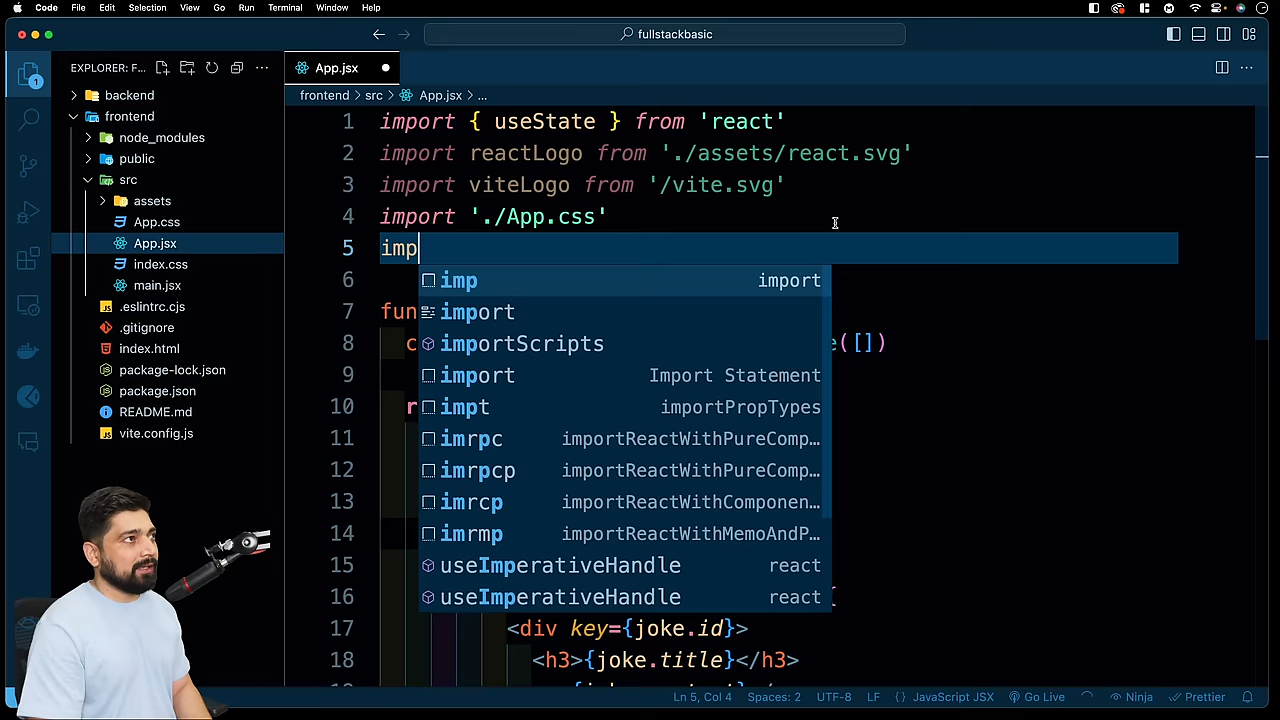 Code File Edit Selection View Go Run Terminal Window Help
fullstackbasic
EXPLORER: F...
App.jsx
frontend > src > App.jsx > ...
backend
frontend
node_modules
public
src
assets
App.css
App.jsx
index.css
main.jsx
.eslintrc.cjs
.gitignore
index.html
package-lock.json
package.json
README.md
vite.config.js
1 import { useState } from 'react'
2 import reactLogo from './assets/react.svg'
3 import viteLogo from '/vite.svg'
4 import './App.css'
5 imp
imp import
6
import
7 fun
importScripts
8 c e([])
import Import Statement
9
impt importPropTypes
10 r
imrpc importReactWithPureComp...
11
imrpcp importReactWithPureComp...
12
imrcp importReactWithComponen...
13
imrmp importReactWithMemoAndP...
14
useImperativeHandle react
15
useImperativeHandle react
16 {
17 <div key={joke.id}>
18 <h3>{joke.title}</h3>
Ln 5, Col 4 Spaces: 2 UTF-8 LF {} JavaScript JSX Go Live Ninja Prettier